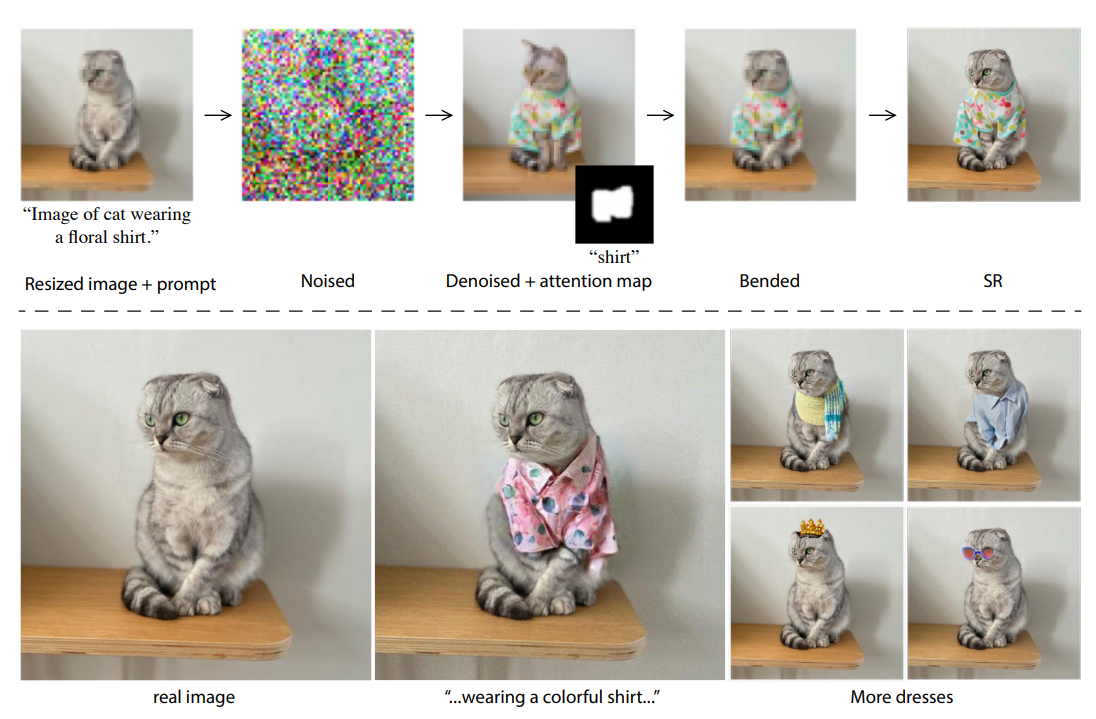 “Image of cat wearing
a floral shirt.”
“shirt”
Resized image + prompt
Noised
Denoised + attention map
Bended
SR
real image
“...wearing a colorful shirt...”
More dresses